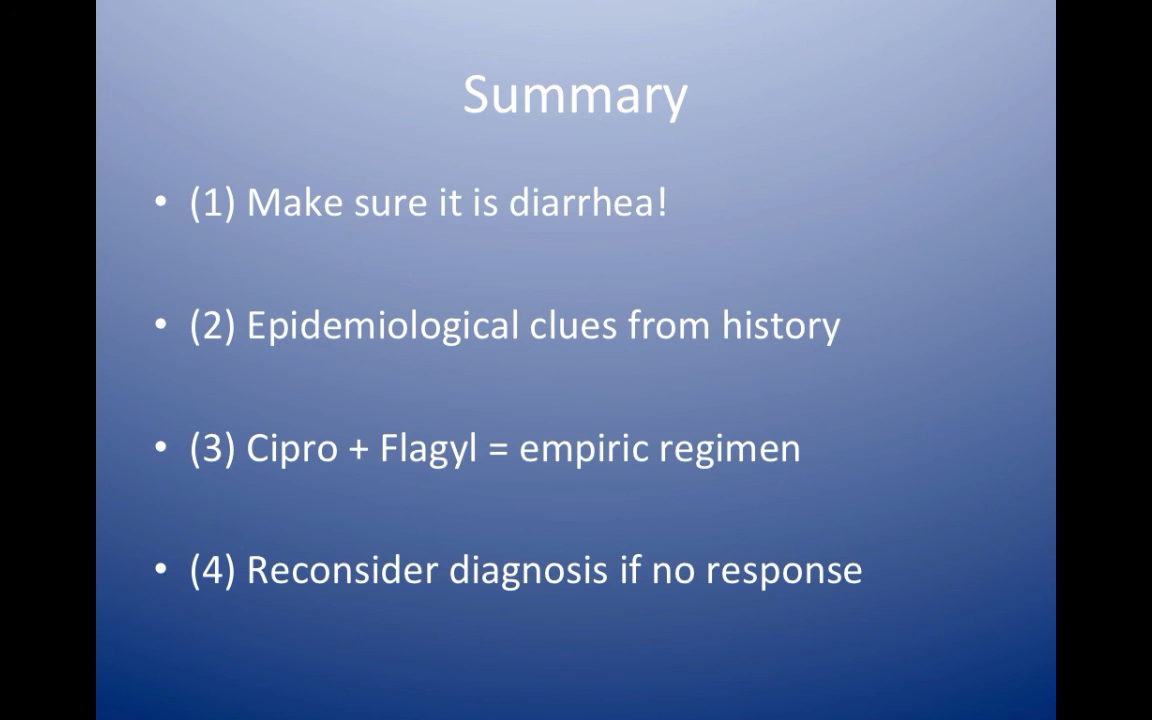 Summary
• (1) Make sure it is diarrhea!
• (2) Epidemiological clues from history
• (3) Cipro + Flagyl = empiric regimen
• (4) Reconsider diagnosis if no response